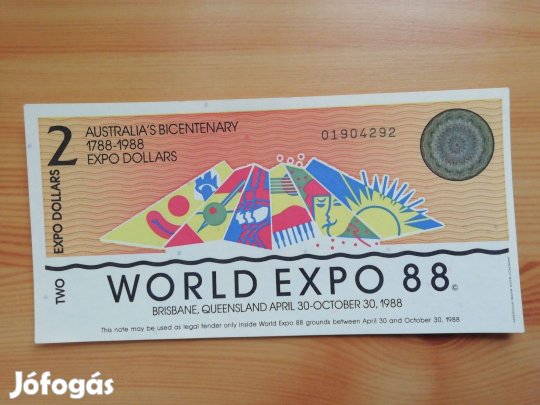 2
TWO EXPO DOLLARS
AUSTRALIA'S BICENTENARY
1788-1988
EXPO DOLLARS
01904292
WORLD EXPO 88©
BRISBANE, QUEENSLAND APRIL 30-OCTOBER 30, 1988
This note may be used as legal tender only inside World Expo 88 grounds between April 30 and October 30, 1988
Jófogás